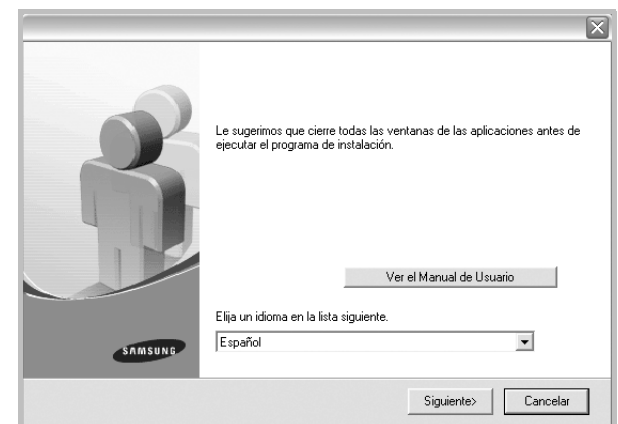 Le sugerimos que cierre todas las ventanas de las aplicaciones antes de
ejecutar el programa de instalación.
Ver el Manual de Usuario
Elija un idioma en la lista siguiente.
Español
SAMSUNG
Siguiente>
Cancelar